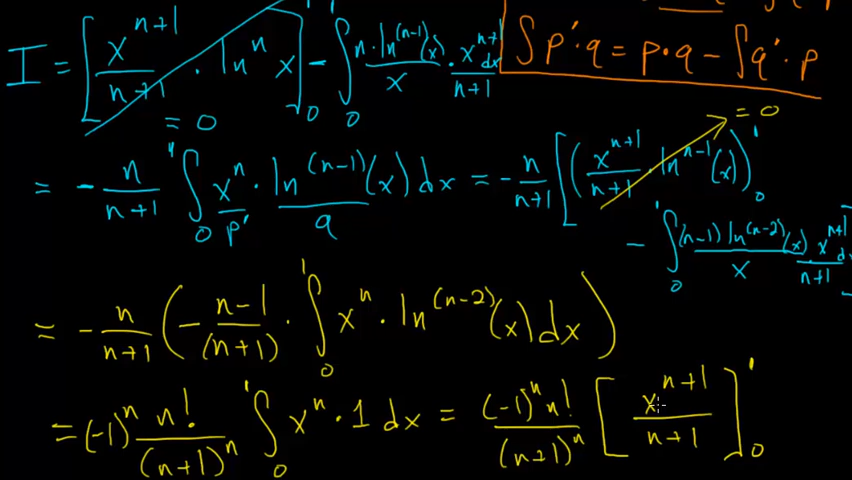 I = [ x^{n+1}/(n+1) · ln^n x ]_0^1 - ∫_0^1 n·ln^{(n-1)}(x)/x · x^{n+1}/(n+1) dx
= 0
∫ p'·q = p·q - ∫ q'·p
= - n/(n+1) ∫_0^1 x^n · ln^{(n-1)}(x) dx = - n/(n+1) [ ( x^{n+1}/(n+1) · ln^{n-1}(x) )_0^1
p' q
= 0
- ∫_0^1 (n-1) ln^{(n-2)}(x)/x · x^{n+1}/(n+1) dx ]
= - n/(n+1) ( - (n-1)/(n+1) · ∫_0^1 x^n · ln^{(n-2)}(x) dx )
= (-1)^n n!/(n+1)^n ∫_0^1 x^n · 1 dx = (-1)^n n!/(n+1)^n [ x^{n+1}/(n+1) ]_0^1